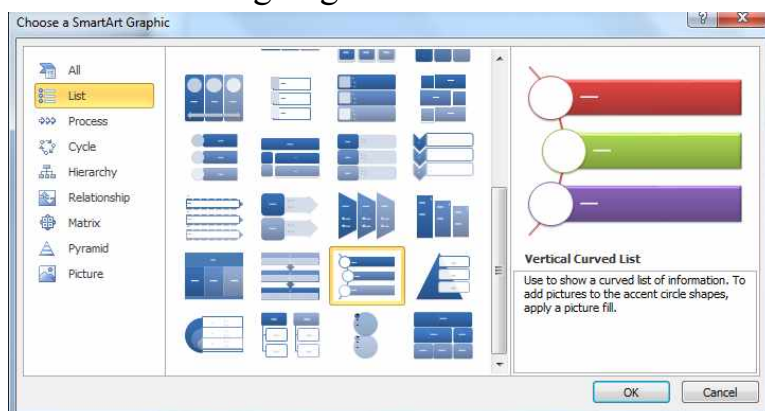 Choose a SmartArt Graphic
All
List
Process
Cycle
Hierarchy
Relationship
Matrix
Pyramid
Picture
Vertical Curved List
Use to show a curved list of information. To
add pictures to the accent circle shapes,
apply a picture fill.
OK
Cancel